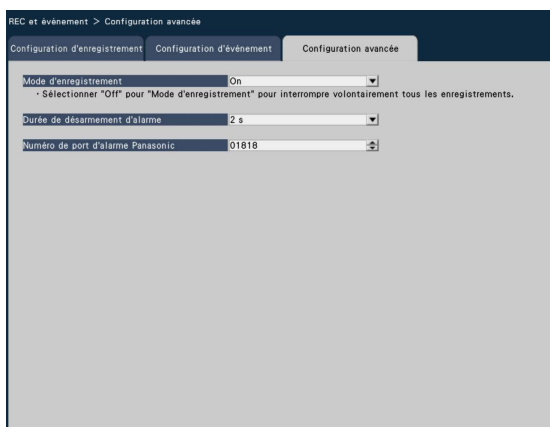 REC et événement > Configuration avancée
Configuration d'enregistrement
Configuration d'événement
Configuration avancée
Mode d'enregistrement On
· Sélectionner "Off" pour "Mode d'enregistrement" pour interrompre volontairement tous les enregistrements.
Durée de désarmement d'alarme 2 s
Numéro de port d'alarme Panasonic 01818